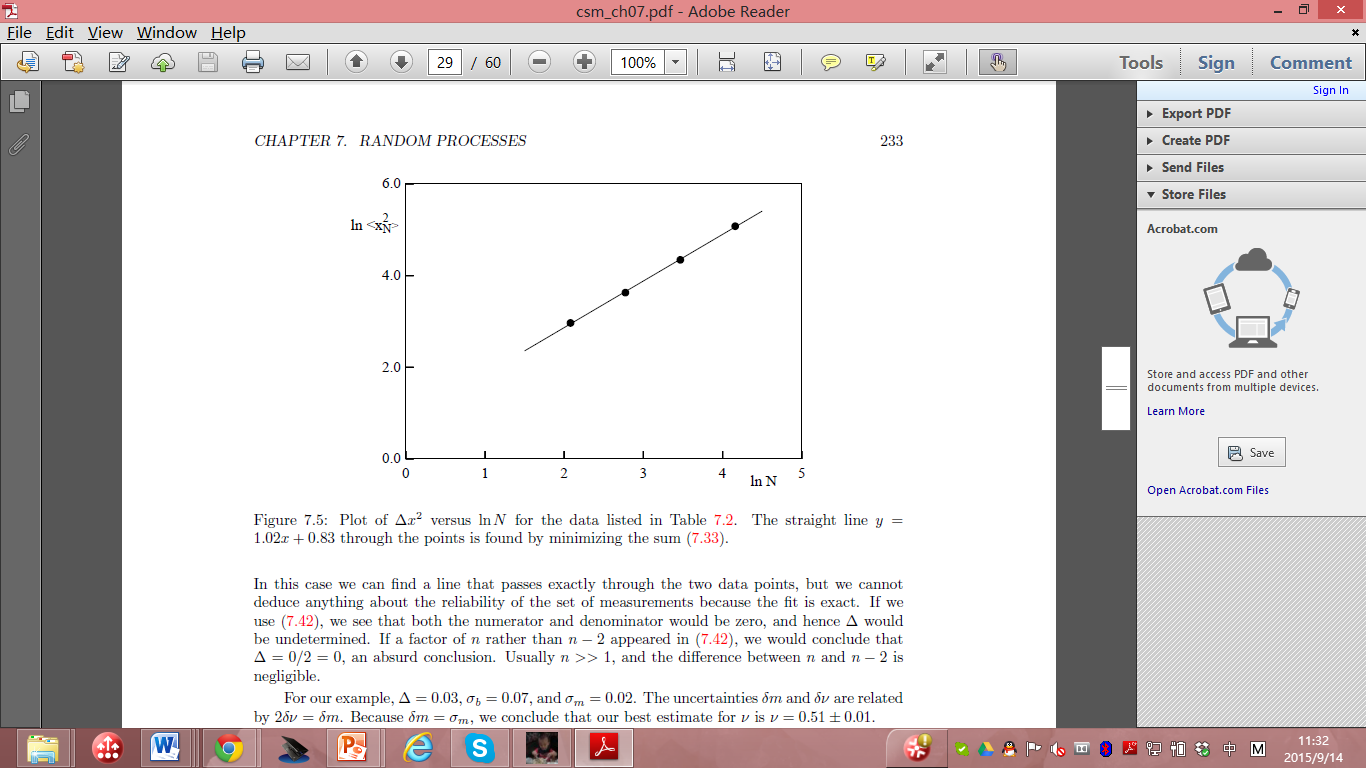 csm_ch07.pdf - Adobe Reader
File Edit View Window Help
29 / 60 100% Tools Sign Comment
Sign In
Export PDF
Create PDF
Send Files
Store Files
Acrobat.com
Store and access PDF and other
documents from multiple devices.
Learn More
Save
Open Acrobat.com Files
CHAPTER 7. RANDOM PROCESSES 233
6.0
ln <x²_N>
4.0
2.0
0.0
0 1 2 3 4 5
ln N
Figure 7.5: Plot of Δx² versus ln N for the data listed in Table 7.2. The straight line y =
1.02x + 0.83 through the points is found by minimizing the sum (7.33).
In this case we can find a line that passes exactly through the two data points, but we cannot
deduce anything about the reliability of the set of measurements because the fit is exact. If we
use (7.42), we see that both the numerator and denominator would be zero, and hence Δ would
be undetermined. If a factor of n rather than n − 2 appeared in (7.42), we would conclude that
Δ = 0/2 = 0, an absurd conclusion. Usually n >> 1, and the difference between n and n − 2 is
negligible.
For our example, Δ = 0.03, σ_b = 0.07, and σ_m = 0.02. The uncertainties δm and δν are related
by 2δν = δm. Because δm = σ_m, we conclude that our best estimate for ν is ν = 0.51 ± 0.01.
中 M
11:32
2015/9/14